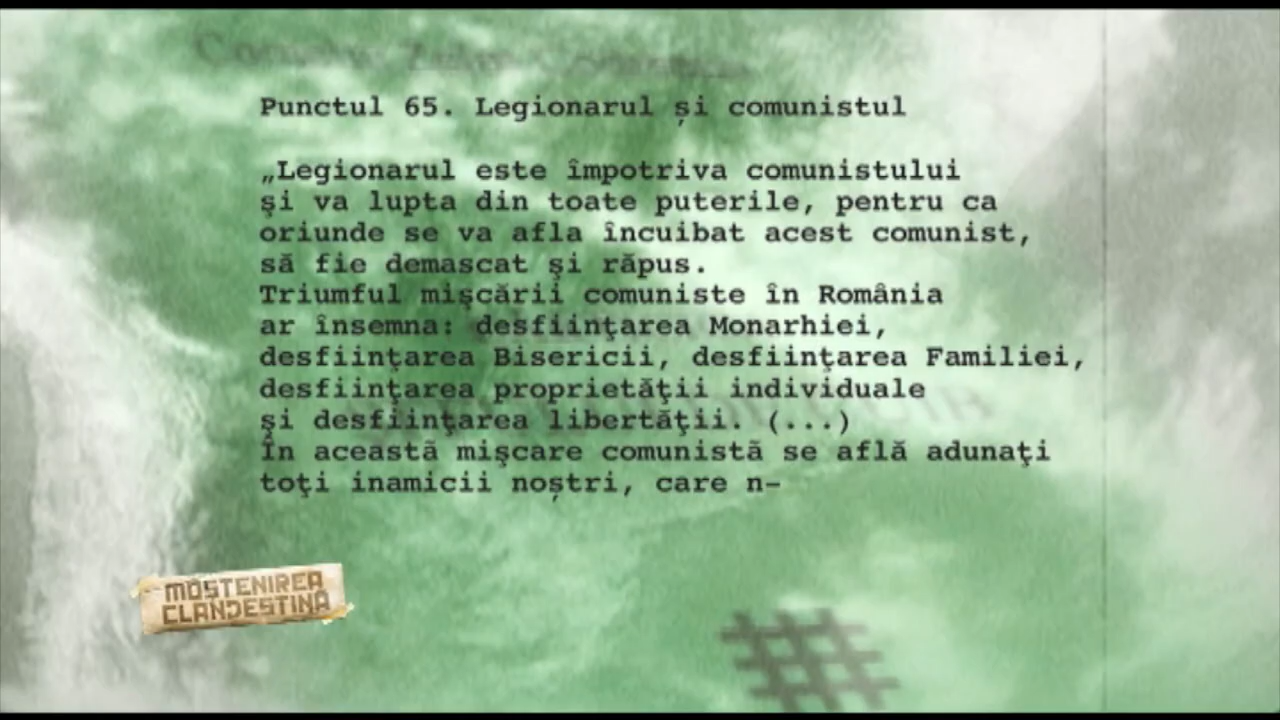 Punctul 65. Legionarul și comunistul
„Legionarul este împotriva comunistului
şi va lupta din toate puterile, pentru ca
oriunde se va afla încuibat acest comunist,
să fie demascat şi răpus.
Triumful mişcării comuniste în România
ar însemna: desfiinţarea Monarhiei,
desfiinţarea Bisericii, desfiinţarea Familiei,
desfiinţarea proprietăţii individuale
şi desfiinţarea libertăţii. (...)
În această mişcare comunistă se află adunaţi
toţi inamicii noștri, care n-
MOȘTENIREA
CLANDESTINĂ